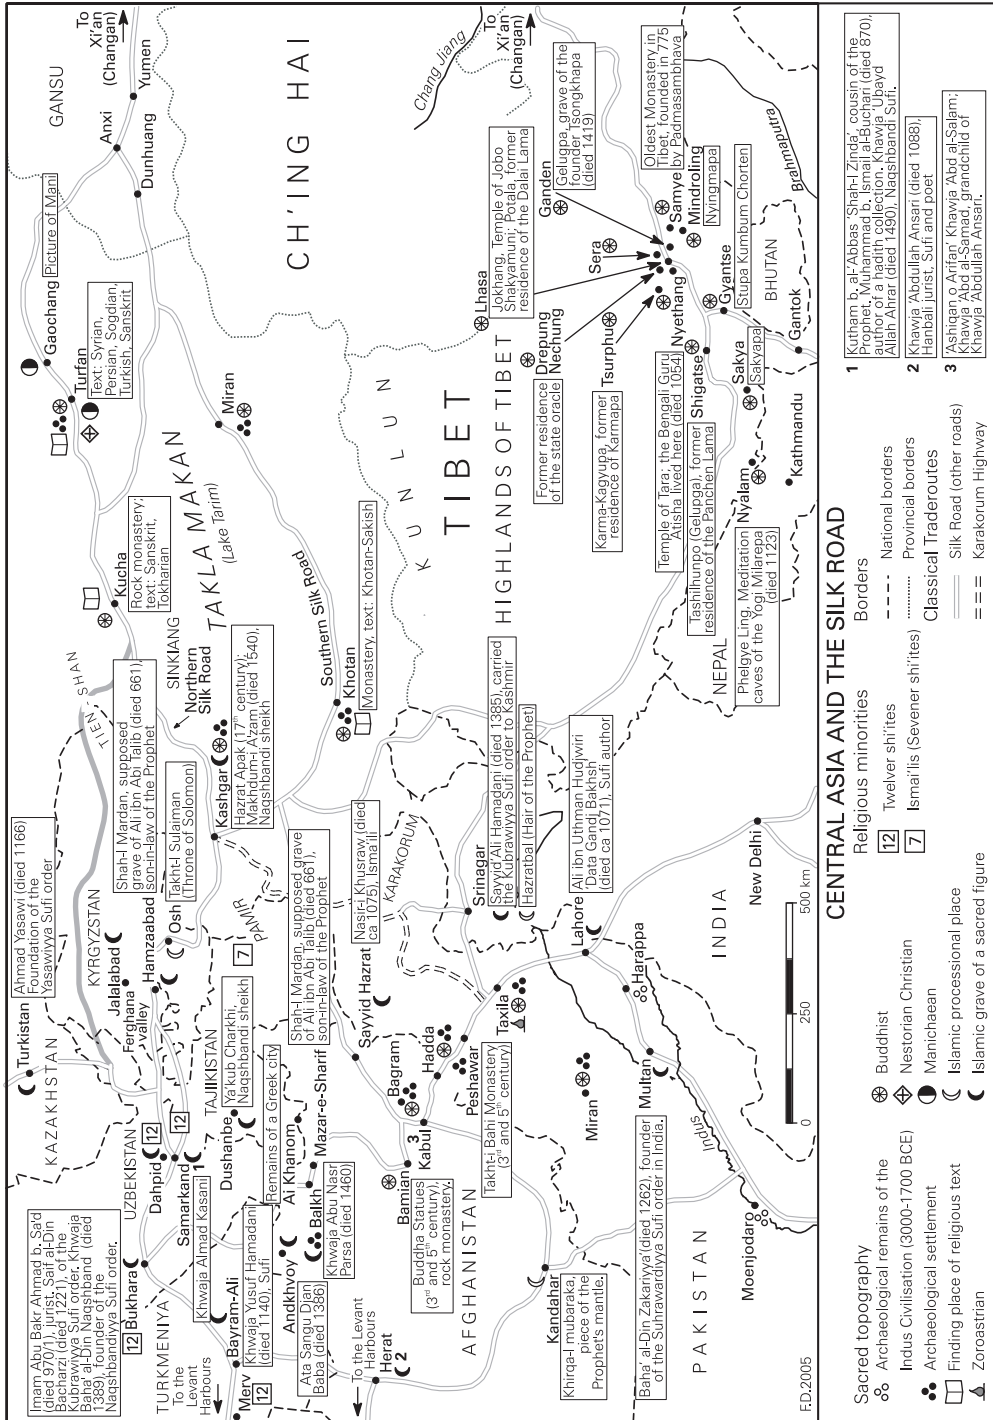 GANSU
To
Xi'an
(Changan)
Yumen
Anxi
Dunhuang
Picture of Mani
Gaochang
Turfan
Text: Syrian,
Persian, Sogdian,
Turkish, Sanskrit
Miran
Kucha
Rock monastery;
text: Sanskrit,
Tokharian
TAKLA MAKAN
(Lake Tarim)
CH'ING HAI
Chang Jiang
To
Xi'an
(Changan)
TIEN-SHAN
SINKIANG
Northern
Silk Road
Southern Silk Road
Khotan
Monastery, text: Khotan-Sakish
KUNLUN
TIBET
HIGHLANDS OF TIBET
Lhasa
Jokhang, Temple of Jobo
Shakyamuni; Potala, former
residence of the Dalai Lama
Ganden
Gelugpa, grave of the
founder Tsongkhapa
(died 1419)
Oldest Monastery in
Tibet, founded in 775
by Padmasambhava
Samye
Mindroling
Nyingmapa
Sera
Drepung
Nechung
Former residence
of the state oracle
Tsurphu
Karma-Kagyupa, former
residence of Karmapa
Nyethang
Temple of Tara; the Bengali Guru
Atisha lived here (died 1054)
Gyantse
Stupa Kumbum Chorten
Shigatse
Tashilhunpo (Gelupga), former
residence of the Panchen Lama
Sakya
Sakyapa
Nyalam
Phelgye Ling, Meditation
caves of the Yogi Milarepa
(died 1123)
Brahmaputra
BHUTAN
Gantok
Kathmandu
NEPAL
Ahmad Yasawi (died 1166)
Foundation of the
Yasawiyya Sufi order
Turkistan
KAZAKHSTAN
KYRGYZSTAN
Shah-I Mardan, supposed
grave of Ali ibn Abi Talib (died 661),
son-in-law of the Prophet
Takht-I Sulaiman
(Throne of Solomon)
Jalalabad
Hamzaabad
Osh
Ferghana
valley
Kashgar
Hazrat Apak (17th century);
Makhdum-i A'zam (died 1540),
Naqshbandi sheikh
PAMIR
7
Shah-I Mardan, supposed grave
of Ali ibn Abi Talib (died 661),
son-in-law of the Prophet
Nasir-i Khusraw (died
ca 1075), Isma'ili
KARAKORUM
Sayyid Hazrat
Srinagar
Sayyid 'Ali Hamadani (died 1385), carried
the Kubrawiyya Sufi order to Kashmir
Hazratbal (Hair of the Prophet)
Ali ibn Uthman Hudjwiri
'Data Gandj Bakhsh'
(died ca 1071), Sufi author
Lahore
New Delhi
INDIA
Harappa
Imam Abu Bakr Ahmad b. Sa'd
(died 970/1), jurist, Saif al-Din
Bacharzi (died 1221), of the
Kubrawiyya Sufi order. Khwaja
Baha' al-Din Naqshband (died
1389), founder of the
Naqshbandiyya Sufi order.
12
Bukhara
UZBEKISTAN
Dahpid
12
12
Samarkand
1
TAJIKISTAN
Dushanbe
Ya'kub Charkhi,
Naqshbandi sheikh
Khwaja Almad Kasani
TURKMENIYA
To the
Levant
Harbours
Merv
12
Bayram-Ali
Khwaja Yusuf Hamadani
(died 1140), Sufi
Remains of a Greek city
Ai Khanom
Mazar-e-Sharif
Andkhvoy
Balkh
Khwaja Abu Nasr
Parsa (died 1460)
Ata Sangu Dian
Baba (died 1386)
To the Levant
Harbours
Herat
2
Bamian
Buddha Statues
(3rd and 5th century),
rock monastery.
Bagram
Kabul
3
Hadda
Peshawar
Takht-i Bahi Monastery
(3rd and 5th century)
Taxila
AFGHANISTAN
Kandahar
Khirqa-I mubaraka,
piece of the
Prophet's mantle.
Miran
Multan
Baha' al-Din Zakariyya' (died 1262), founder
of the Suhrawardiyya Sufi order in India.
Indus
Moenjodaro
PAKISTAN
0 250 500 km
F.D.2005
CENTRAL ASIA AND THE SILK ROAD
Sacred topography
Archaeological remains of the
Indus Civilisation (3000-1700 BCE)
Archaeological settlement
Finding place of religious text
Zoroastrian
Buddhist
Nestorian Christian
Manichaean
Islamic processional place
Islamic grave of a sacred figure
Religious minorities
12 Twelver shi'ites
7 Ismai'lis (Sevener shi'ites)
Borders
National borders
Provincial borders
Classical Traderoutes
Silk Road (other roads)
Karakorum Highway
1 Kutham b. al-'Abbas 'Shah-I Zinda', cousin of the
Prophet, Muhammad b. Ismail al-Buchari (died 870),
author of a hadith collection. Khawja 'Ubayd
Allah Ahrar (died 1490), Naqshbandi Sufi.
2 Khawja 'Abdullah Ansari (died 1088),
Hanbali jurist, Sufi and poet
3 'Ashiqan o Arifan' Khawja 'Abd al-Salam;
Khawja 'Abd al-Samad, grandchild of
Khawja 'Abdullah Ansari.